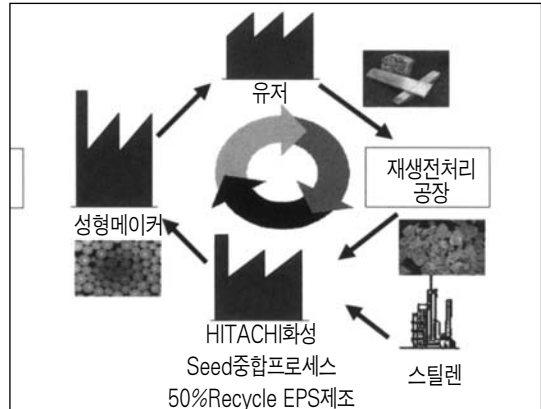 유저
재생전처리
공장
성형메이커
HITACHI화성
Seed중합프로세스
50%Recycle EPS제조
스틸렌